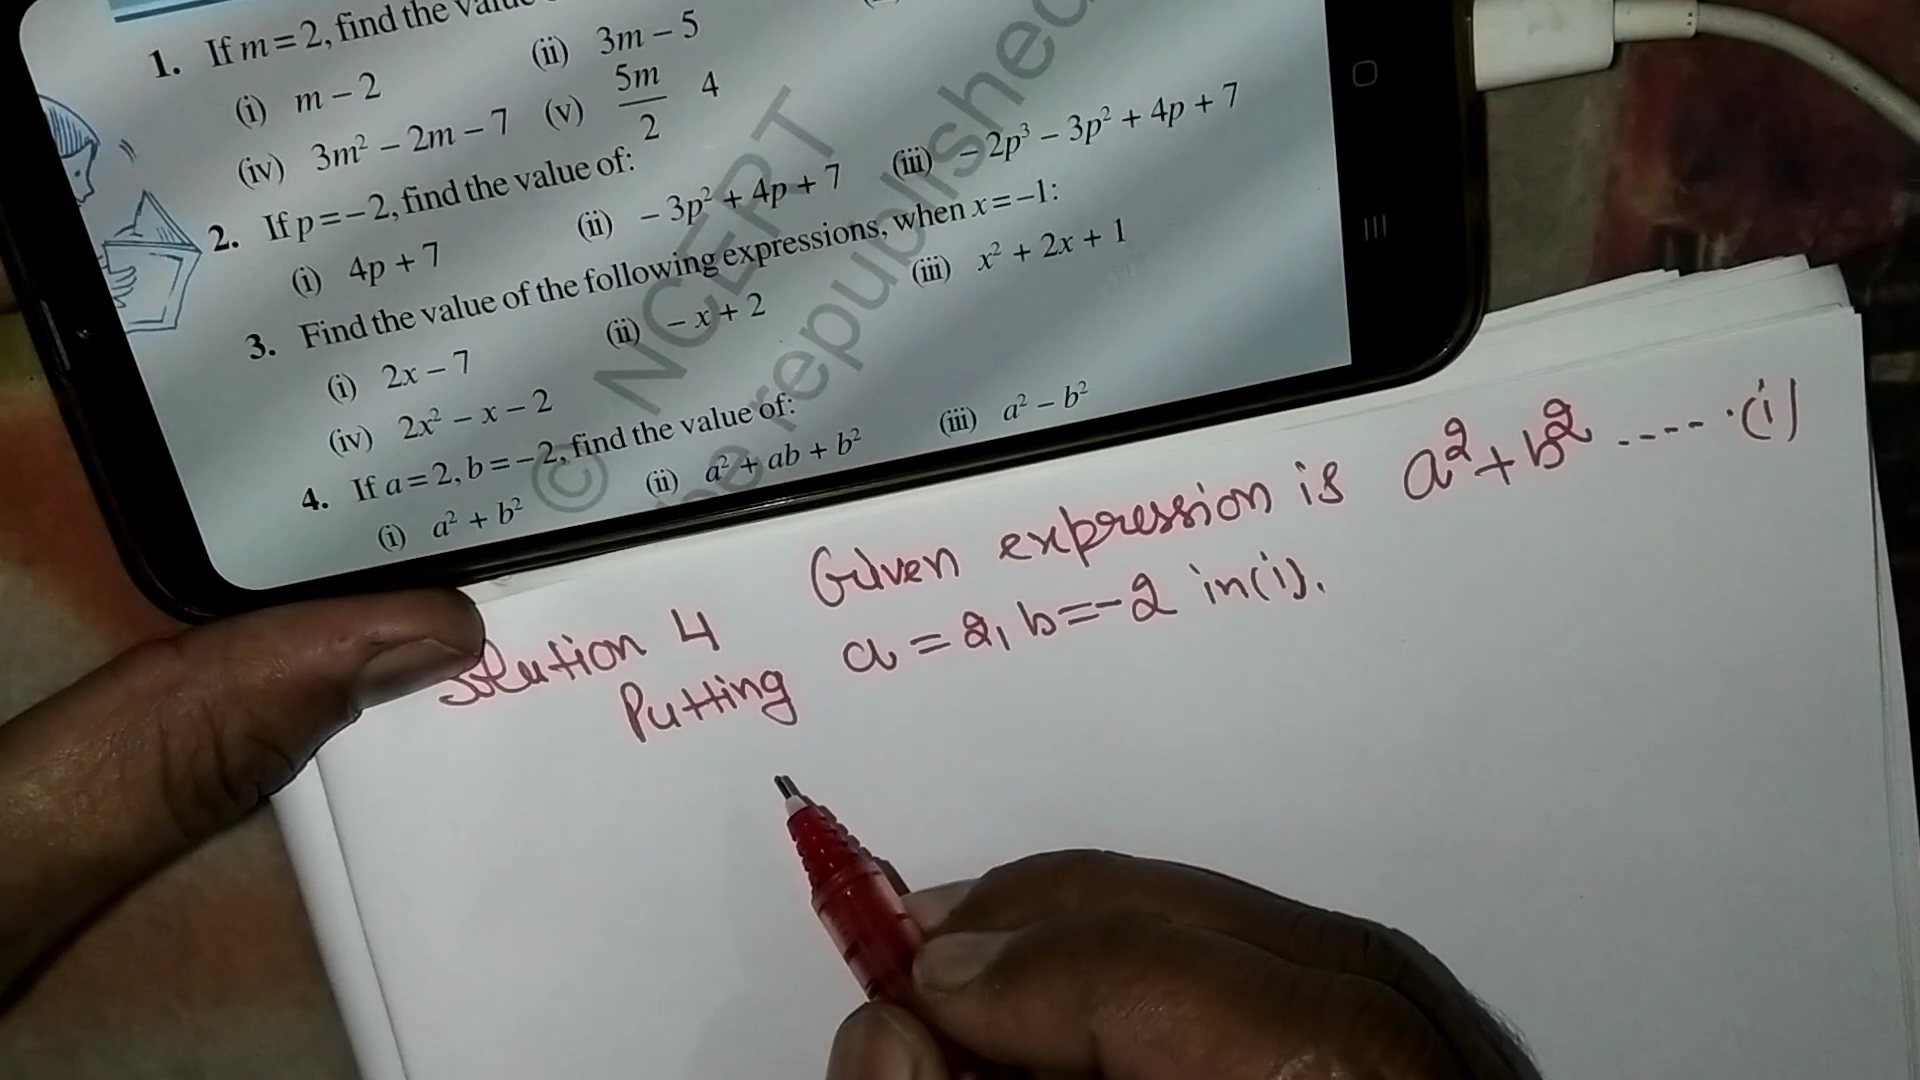 1. If m = 2, find the value
(i) m – 2 (ii) 3m – 5
(iv) 3m² – 2m – 7 (v) 5m/2 4
2. If p = – 2, find the value of:
(i) 4p + 7 (ii) – 3p² + 4p + 7 (iii) – 2p³ – 3p² + 4p + 7
3. Find the value of the following expressions, when x = –1:
(i) 2x – 7 (ii) – x + 2 (iii) x² + 2x + 1
(iv) 2x² – x – 2
4. If a = 2, b = – 2, find the value of:
(i) a² + b² (ii) a² + ab + b² (iii) a² – b²
© NCERT
republished
Solution 4 Given expression is a²+b² ..... (i)
Putting a = 2, b = -2 in (i).